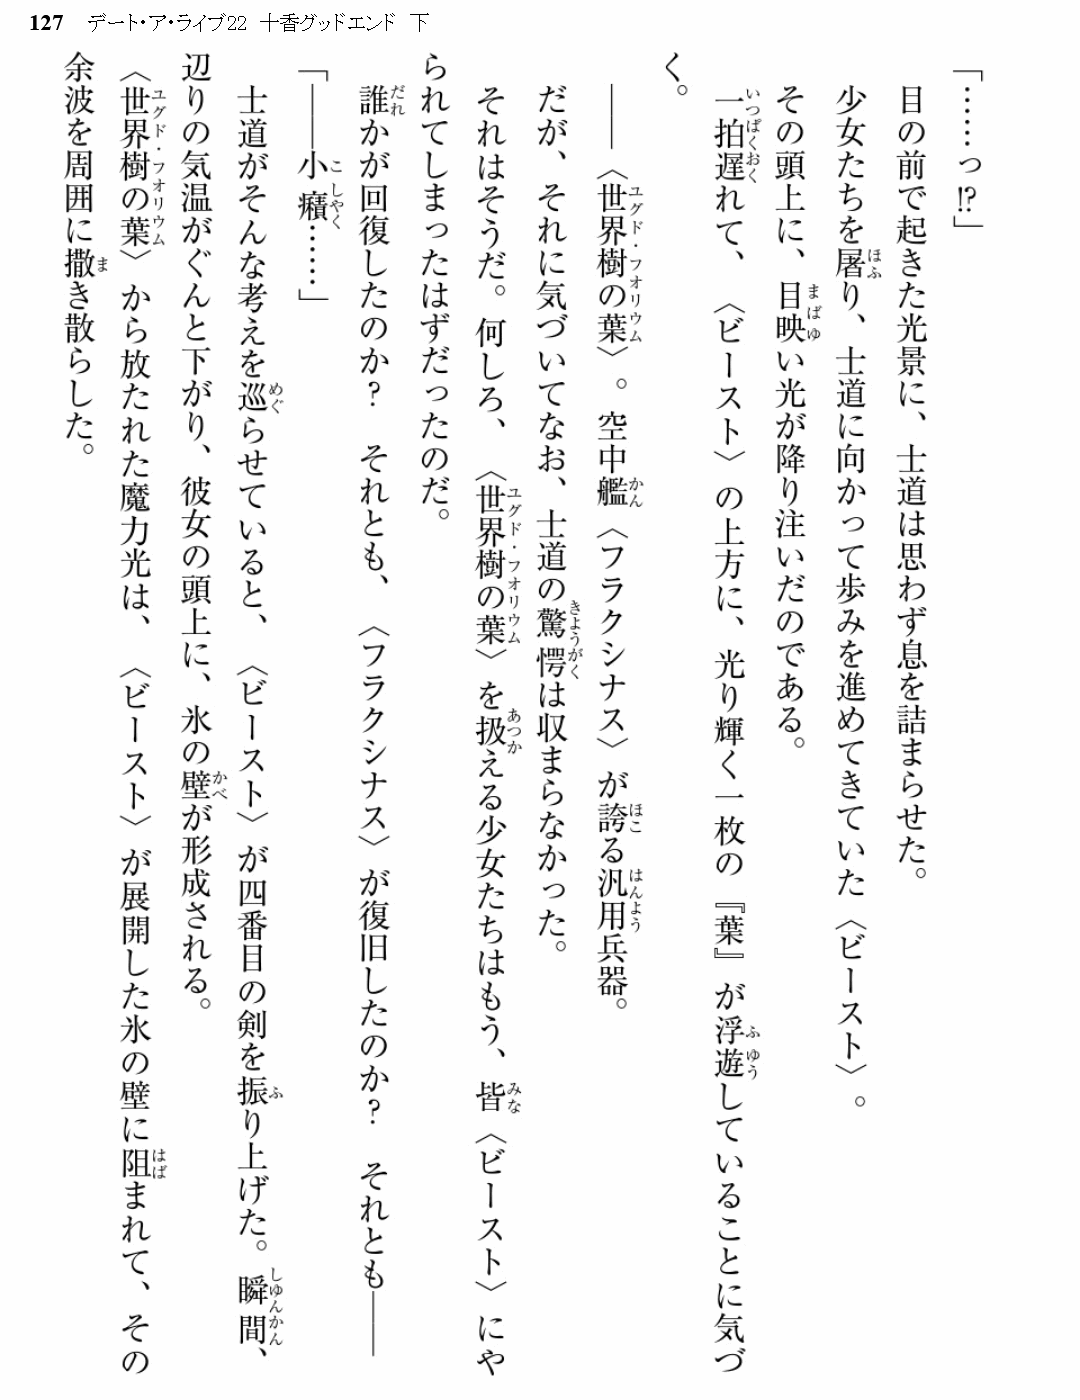 127 デート・ア・ライブ22 十香グッドエンド 下
「……っ!?」
目の前で起きた光景に、士道は思わず息を詰まらせた。
少女たちを屠り、士道に向かって歩みを進めてきていた〈ビースト〉。
その頭上に、目映い光が降り注いだのである。
一拍遅れて、〈ビースト〉の上方に、光り輝く一枚の『葉』が浮遊していることに気づ
く。
――〈世界樹の葉〉。空中艦〈フラクシナス〉が誇る汎用兵器。
だが、それに気づいてなお、士道の驚愕は収まらなかった。
それはそうだ。何しろ、〈世界樹の葉〉を扱える少女たちはもう、皆〈ビースト〉にや
られてしまったはずだったのだ。
誰かが回復したのか? それとも、〈フラクシナス〉が復旧したのか? それとも――
「――小癪……」
士道がそんな考えを巡らせていると、〈ビースト〉が四番目の剣を振り上げた。瞬間、
辺りの気温がぐんと下がり、彼女の頭上に、氷の壁が形成される。
〈世界樹の葉〉から放たれた魔力光は、〈ビースト〉が展開した氷の壁に阻まれて、その
余波を周囲に撒き散らした。